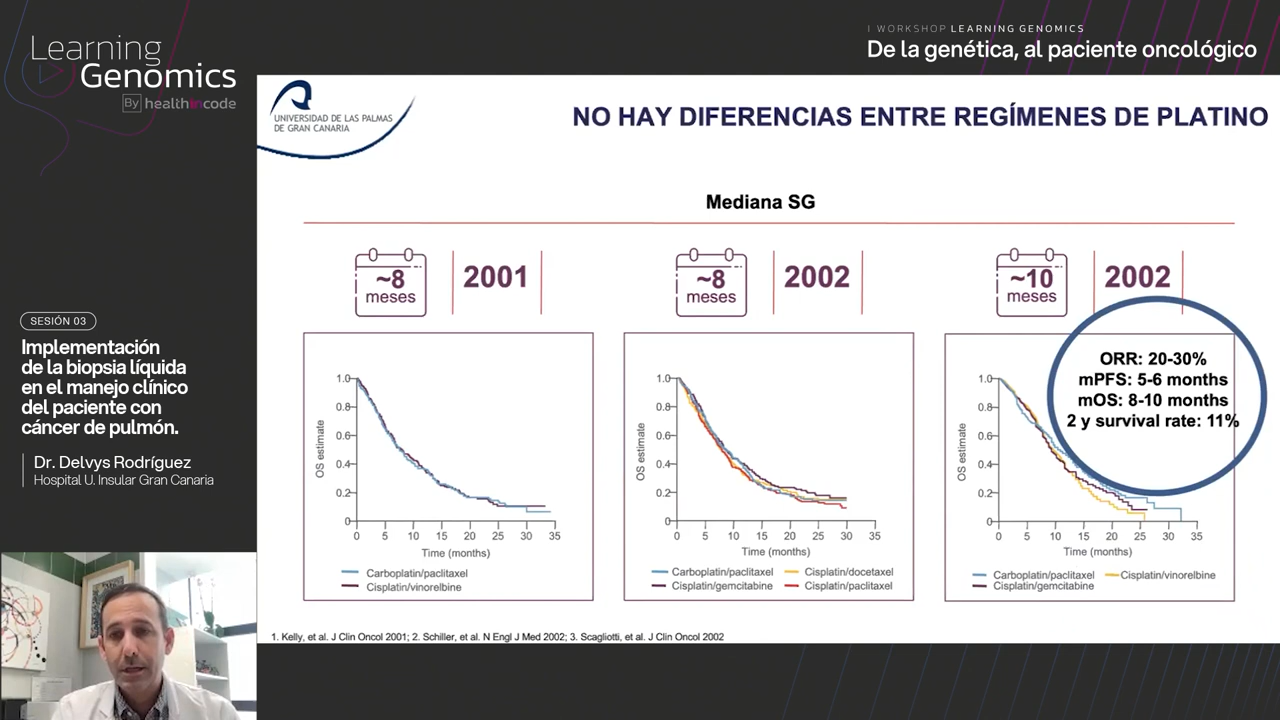 Learning
Genomics
By healthincode
I WORKSHOP LEARNING GENOMICS
De la genética, al paciente oncológico
UNIVERSIDAD DE LAS PALMAS
DE GRAN CANARIA
NO HAY DIFERENCIAS ENTRE REGÍMENES DE PLATINO
Mediana SG
~8
meses
2001
~8
meses
2002
~10
meses
2002
SESIÓN 03
Implementación
de la biopsia líquida
en el manejo clínico
del paciente con
cáncer de pulmón.
Dr. Delvys Rodríguez
Hospital U. Insular Gran Canaria
OS estimate
1.0
0.8
0.6
0.4
0.2
0
0 5 10 15 20 25 30 35
Time (months)
Carboplatin/paclitaxel
Cisplatin/vinorelbine
OS estimate
1.0
0.8
0.6
0.4
0.2
0
0 5 10 15 20 25 30 35
Time (months)
Carboplatin/paclitaxel Cisplatin/docetaxel
Cisplatin/gemcitabine Cisplatin/paclitaxel
ORR: 20-30%
mPFS: 5-6 months
mOS: 8-10 months
2 y survival rate: 11%
OS estimate
1.0
0.8
0.6
0.4
0.2
0
0 5 10 15 20 25 30 35
Time (months)
Carboplatin/paclitaxel Cisplatin/vinorelbine
Cisplatin/gemcitabine
1. Kelly, et al. J Clin Oncol 2001; 2. Schiller, et al. N Engl J Med 2002; 3. Scagliotti, et al. J Clin Oncol 2002